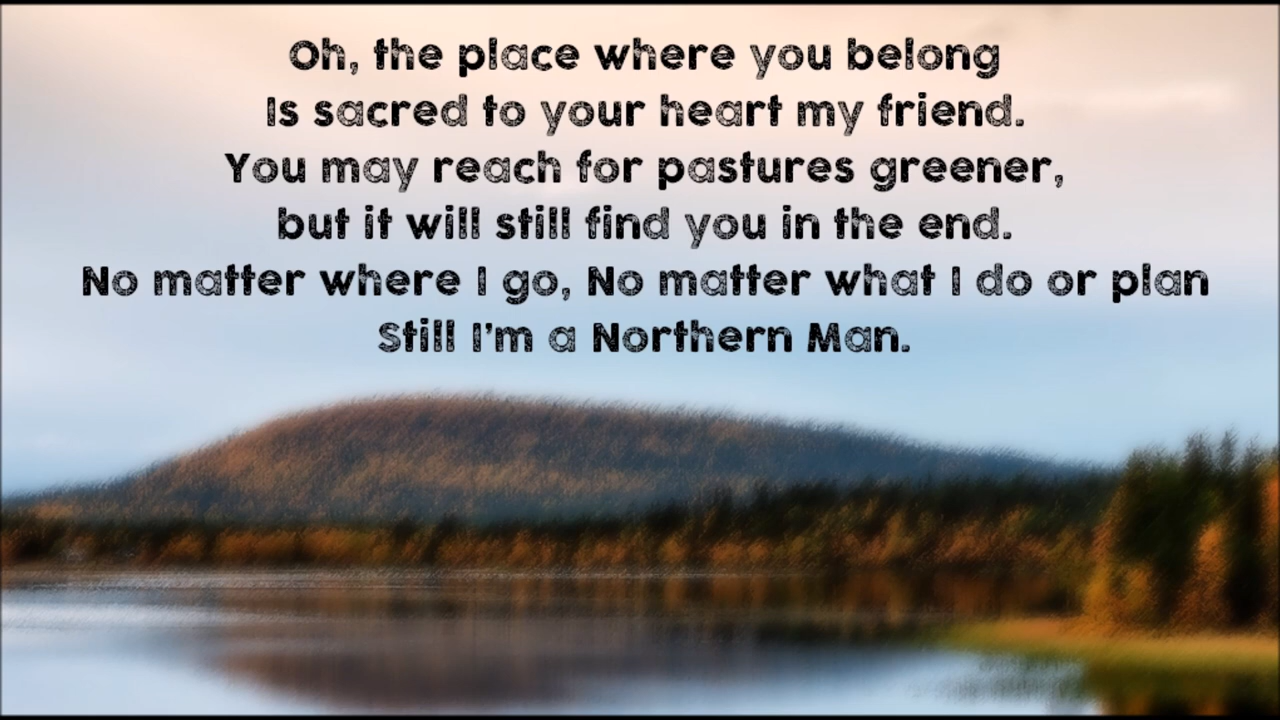 Oh, the place where you belong
Is sacred to your heart my friend.
You may reach for pastures greener,
but it will still find you in the end.
No matter where I go, No matter what I do or plan
Still I'm a Northern Man.